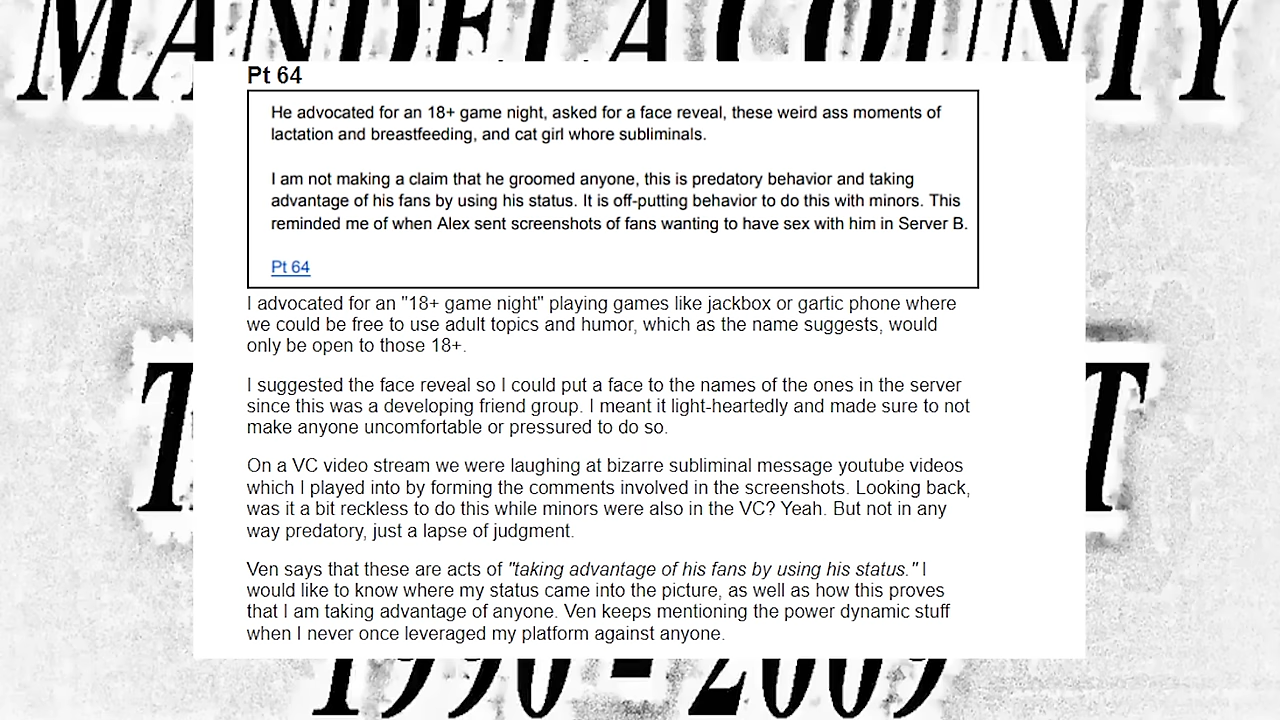 MANDELA COUNTY
Pt 64
He advocated for an 18+ game night, asked for a face reveal, these weird ass moments of
lactation and breastfeeding, and cat girl whore subliminals.
I am not making a claim that he groomed anyone, this is predatory behavior and taking
advantage of his fans by using his status. It is off-putting behavior to do this with minors. This
reminded me of when Alex sent screenshots of fans wanting to have sex with him in Server B.
Pt 64
I advocated for an "18+ game night" playing games like jackbox or gartic phone where
we could be free to use adult topics and humor, which as the name suggests, would
only be open to those 18+.
I suggested the face reveal so I could put a face to the names of the ones in the server
since this was a developing friend group. I meant it light-heartedly and made sure to not
make anyone uncomfortable or pressured to do so.
On a VC video stream we were laughing at bizarre subliminal message youtube videos
which I played into by forming the comments involved in the screenshots. Looking back,
was it a bit reckless to do this while minors were also in the VC? Yeah. But not in any
way predatory, just a lapse of judgment.
Ven says that these are acts of "taking advantage of his fans by using his status." I
would like to know where my status came into the picture, as well as how this proves
that I am taking advantage of anyone. Ven keeps mentioning the power dynamic stuff
when I never once leveraged my platform against anyone.
1990 - 2009